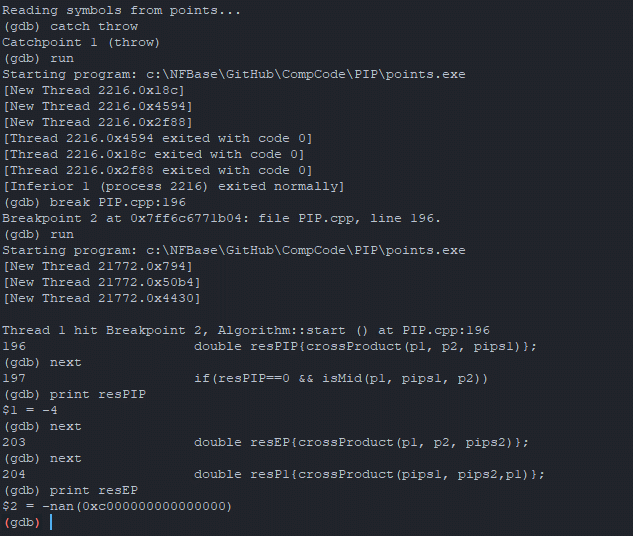 Reading symbols from points...
(gdb) catch throw
Catchpoint 1 (throw)
(gdb) run
Starting program: c:\NFBase\GitHub\CompCode\PIP\points.exe
[New Thread 2216.0x18c]
[New Thread 2216.0x4594]
[New Thread 2216.0x2f88]
[Thread 2216.0x4594 exited with code 0]
[Thread 2216.0x18c exited with code 0]
[Thread 2216.0x2f88 exited with code 0]
[Inferior 1 (process 2216) exited normally]
(gdb) break PIP.cpp:196
Breakpoint 2 at 0x7ff6c6771b04: file PIP.cpp, line 196.
(gdb) run
Starting program: c:\NFBase\GitHub\CompCode\PIP\points.exe
[New Thread 21772.0x794]
[New Thread 21772.0x50b4]
[New Thread 21772.0x4430]

Thread 1 hit Breakpoint 2, Algorithm::start () at PIP.cpp:196
196                     double resPIP{crossProduct(p1, p2, pips1)};
(gdb) next
197                     if(resPIP==0 && isMid(p1, pips1, p2))
(gdb) print resPIP
$1 = -4
(gdb) next
203                     double resEP{crossProduct(p1, p2, pips2)};
(gdb) next
204                     double resP1{crossProduct(pips1, pips2,p1)};
(gdb) print resEP
$2 = -nan(0xc000000000000000)
(gdb)